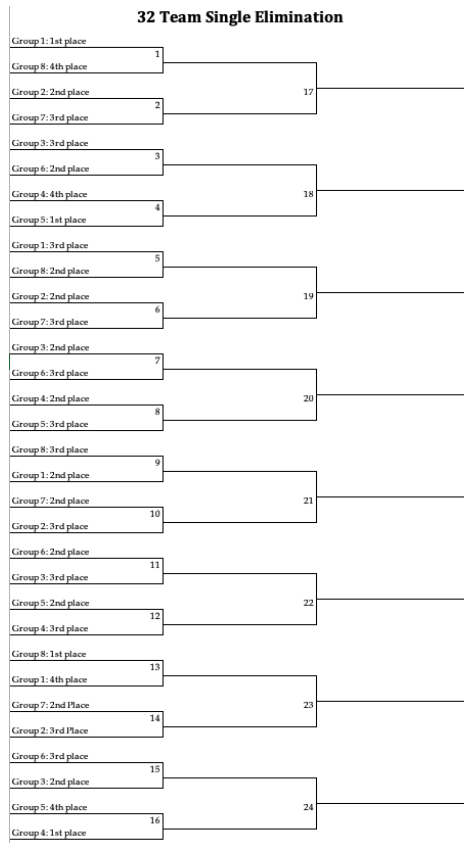 32 Team Single Elimination
Group 1: 1st place
1
Group 8: 4th place
Group 2: 2nd place
17
2
Group 7: 3rd place
Group 3: 3rd place
3
Group 6: 2nd place
Group 4: 4th place
18
4
Group 5: 1st place
Group 1: 3rd place
5
Group 8: 2nd place
Group 2: 2nd place
19
6
Group 7: 3rd place
Group 3: 2nd place
7
Group 6: 3rd place
Group 4: 2nd place
20
8
Group 5: 3rd place
Group 8: 3rd place
9
Group 1: 2nd place
Group 7: 2nd place
21
10
Group 2: 3rd place
Group 6: 2nd place
11
Group 3: 3rd place
Group 5: 2nd place
22
12
Group 4: 3rd place
Group 8: 1st place
13
Group 1: 4th place
Group 7: 2nd Place
23
14
Group 2: 3rd Place
Group 6: 3rd place
15
Group 3: 2nd place
Group 5: 4th place
24
16
Group 4: 1st place